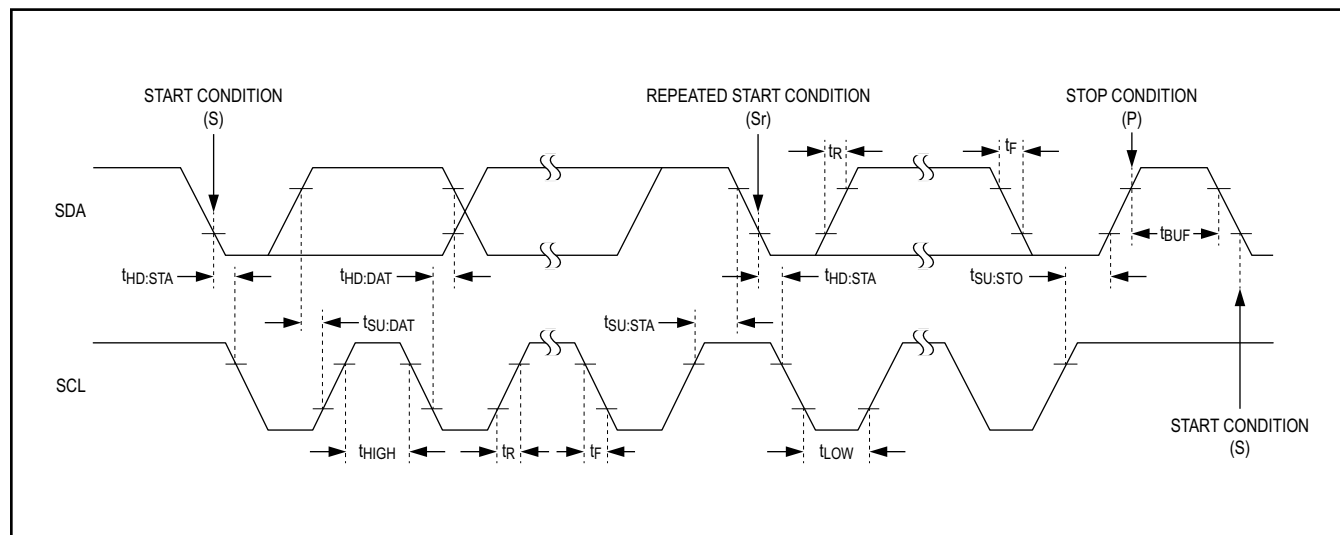 START CONDITION
(S)
REPEATED START CONDITION
(Sr)
STOP CONDITION
(P)
tR
tF
SDA
tBUF
tHD:STA
tHD:DAT
tHD:STA
tSU:STO
tSU:DAT
tSU:STA
SCL
tHIGH
tR
tF
tLOW
START CONDITION
(S)